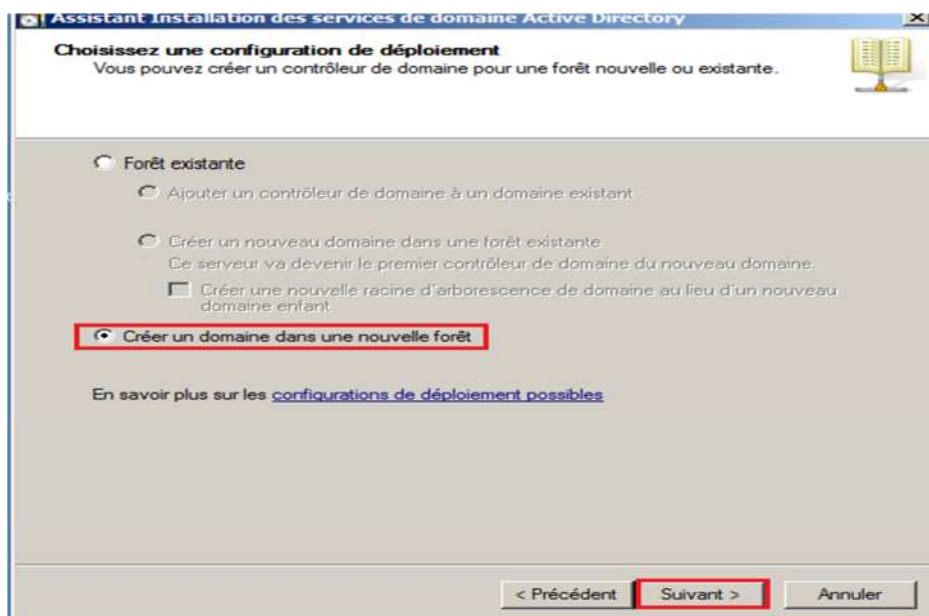 Assistant Installation des services de domaine Active Directory
Choisissez une configuration de déploiement
Vous pouvez créer un contrôleur de domaine pour une forêt nouvelle ou existante.
Forêt existante
Ajouter un contrôleur de domaine à un domaine existant
Créer un nouveau domaine dans une forêt existante
Ce serveur va devenir le premier contrôleur de domaine du nouveau domaine.
Créer une nouvelle racine d'arborescence de domaine au lieu d'un nouveau
domaine enfant
Créer un domaine dans une nouvelle forêt
En savoir plus sur les configurations de déploiement possibles
< Précédent Suivant > Annuler